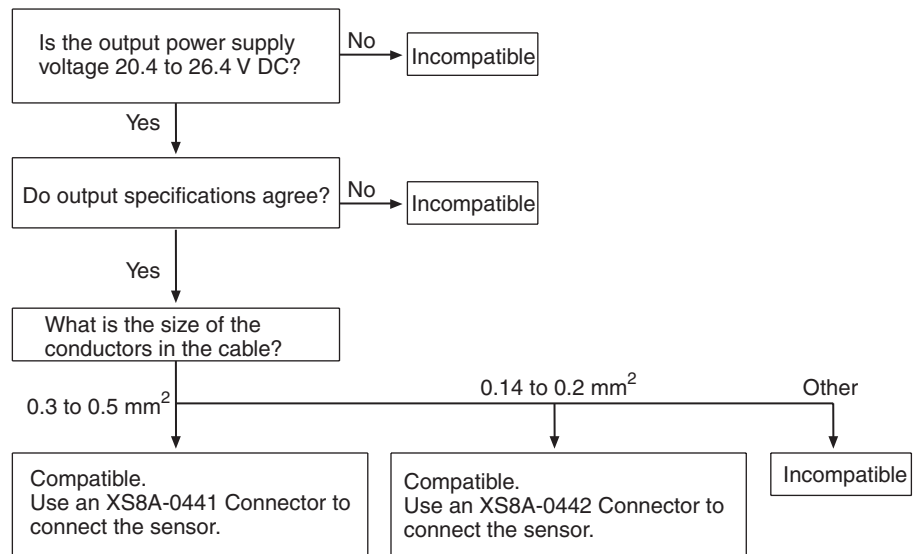 Is the output power supply
voltage 20.4 to 26.4 V DC?
No
Incompatible
Yes
Do output specifications agree?
No
Incompatible
Yes
What is the size of the
conductors in the cable?
0.3 to 0.5 mm²
0.14 to 0.2 mm²
Other
Compatible.
Use an XS8A-0441 Connector to
connect the sensor.
Compatible.
Use an XS8A-0442 Connector to
connect the sensor.
Incompatible